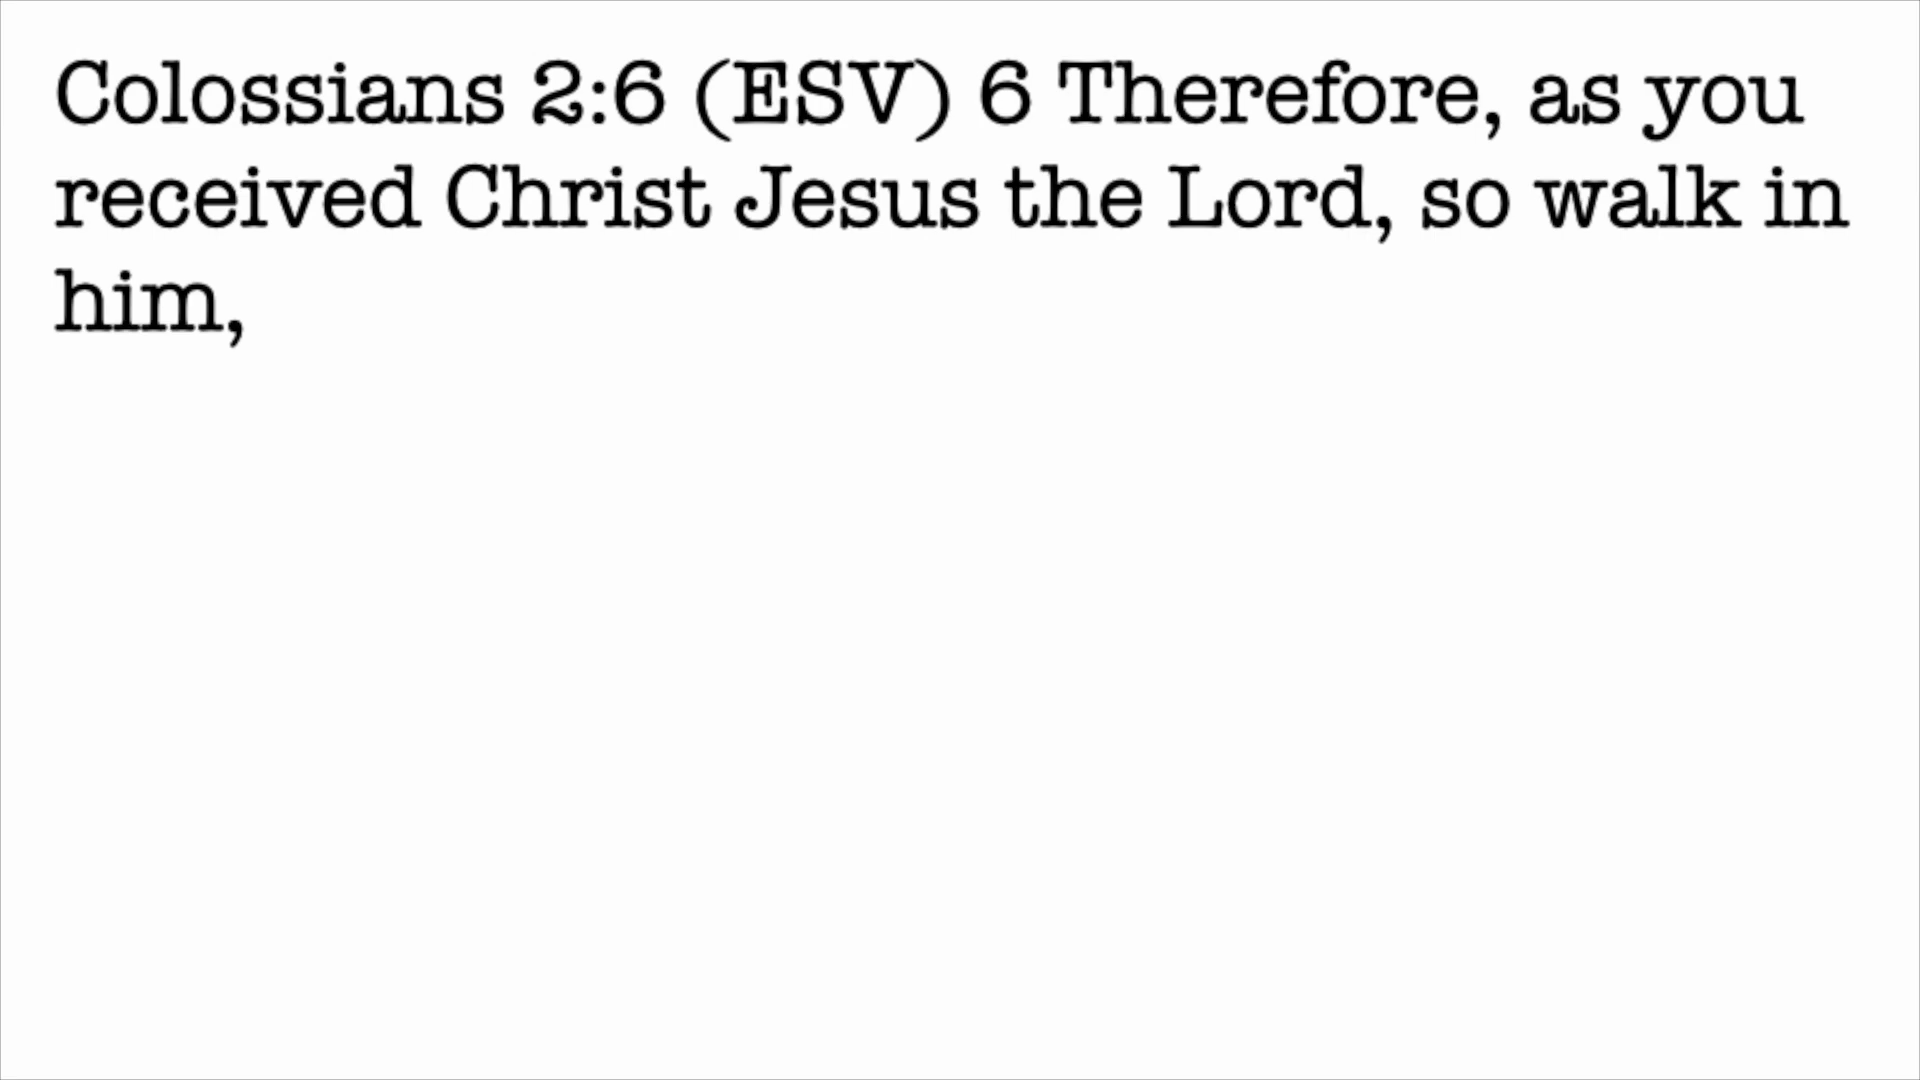 Colossians 2:6 (ESV) 6 Therefore, as you
received Christ Jesus the Lord, so walk in
him,